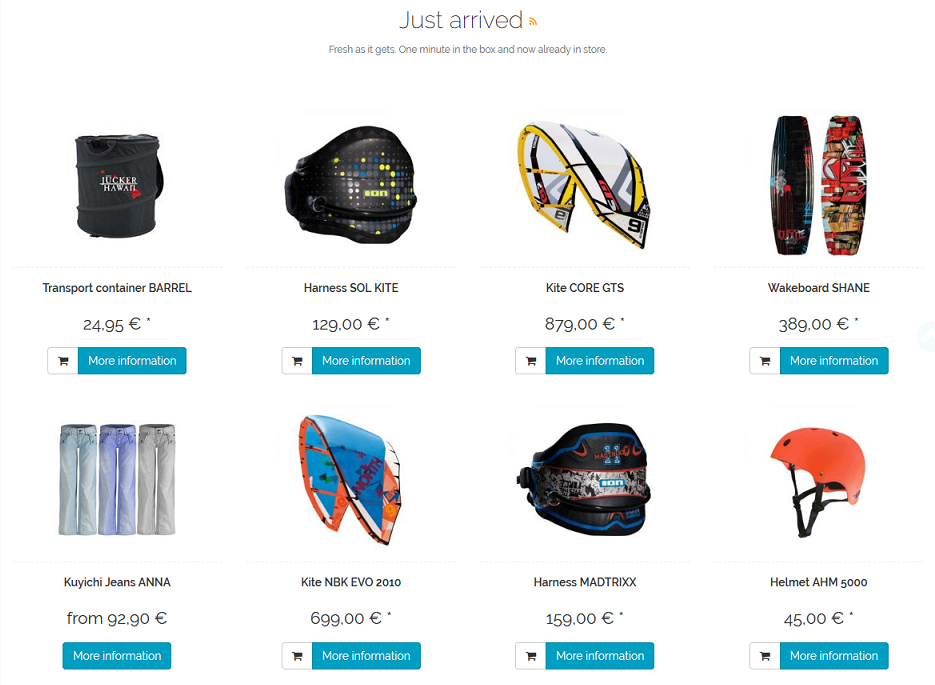 Just arrived
Fresh as it gets. One minute in the box and now already in store.
JUCKER
HAWAII
ion
GTS
9
Transport container BARREL
Harness SOL KITE
Kite CORE GTS
Wakeboard SHANE
24,95 € *
129,00 € *
879,00 € *
389,00 € *
More information
More information
More information
More information
NORTH
MADTRIXX
ion
Kuyichi Jeans ANNA
Kite NBK EVO 2010
Harness MADTRIXX
Helmet AHM 5000
from 92,90 €
699,00 € *
159,00 € *
45,00 € *
More information
More information
More information
More information